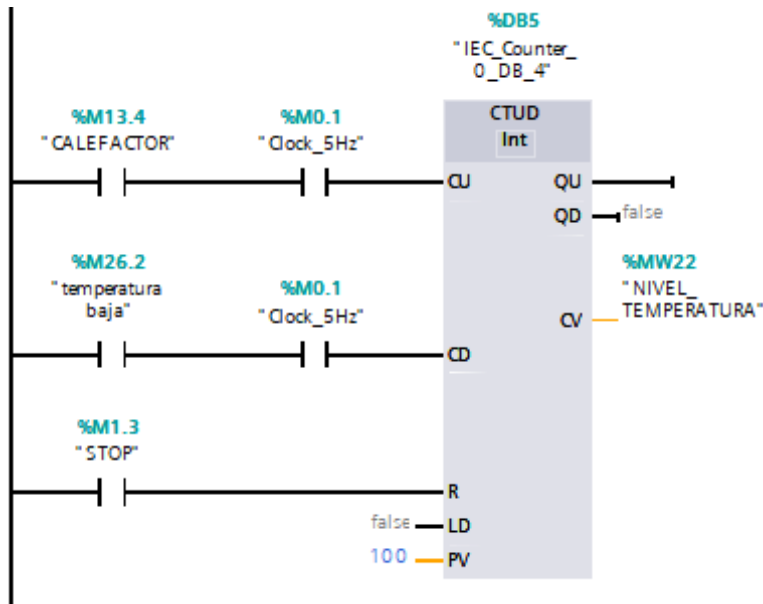 %DB5
"IEC_Counter_
0_DB_4"
%M13.4
"CALEFACTOR"
%M0.1
"Clock_5Hz"
CTUD
Int
CU
QU
QD
false
%M26.2
"temperatura
baja"
%M0.1
"Clock_5Hz"
%MW22
"NIVEL_
TEMPERATURA"
CV
CD
%M1.3
"STOP"
R
false
LD
100
PV